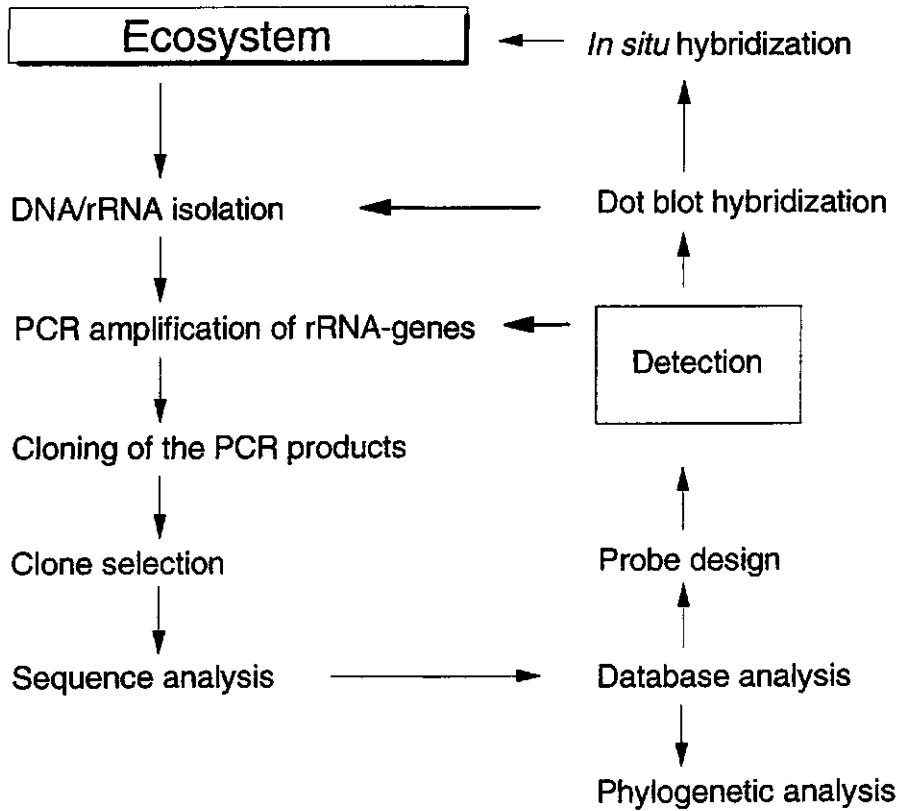 Ecosystem
In situ hybridization
DNA/rRNA isolation
Dot blot hybridization
PCR amplification of rRNA-genes
Detection
Cloning of the PCR products
Clone selection
Probe design
Sequence analysis
Database analysis
Phylogenetic analysis